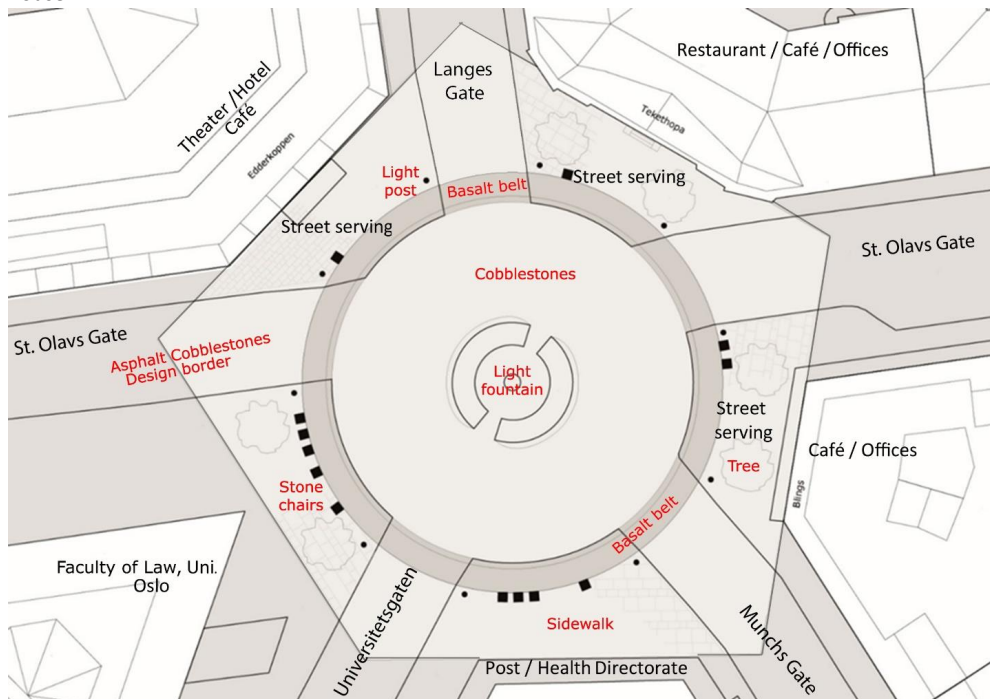 Langes
Gate
Restaurant / Café / Offices
Theater /Hotel
Café
Edderkoppen
Tekethopa
Light
post
Basalt belt
Street serving
Street serving
Cobblestones
St. Olavs Gate
St. Olavs Gate
Asphalt Cobblestones
Design border
Light
fountain
Street
serving
Café / Offices
Tree
Blings
Stone
chairs
Basalt belt
Faculty of Law, Uni.
Oslo
Universitetsgaten
Sidewalk
Munchs Gate
Post / Health Directorate